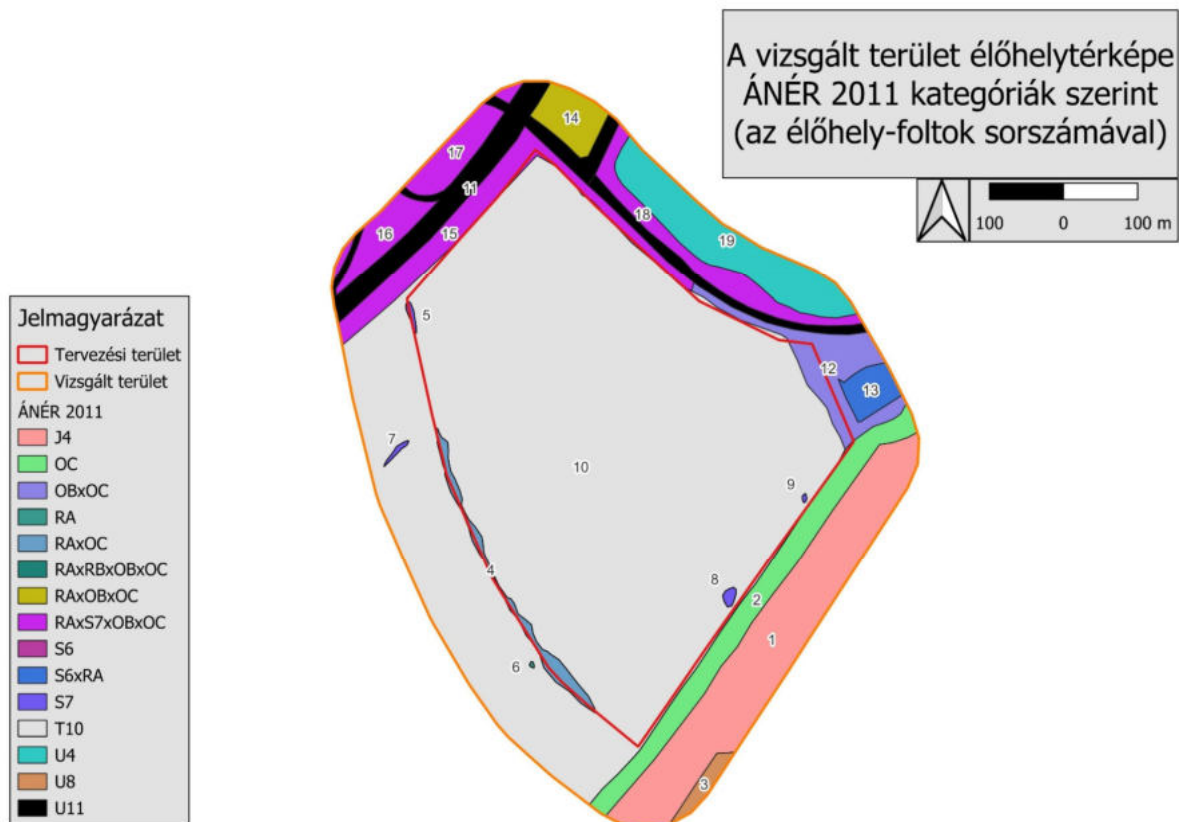 A vizsgált terület élőhelytérképe
ÁNÉR 2011 kategóriák szerint
(az élőhely-foltok sorszámával)
100 0 100 m
Jelmagyarázat
Tervezési terület
Vizsgált terület
ÁNÉR 2011
J4
OC
OBxOC
RA
RAxOC
RAxRBxOBxOC
RAxOBxOC
RAxS7xOBxOC
S6
S6xRA
S7
T10
U4
U8
U11
14
17
11
18
16
15
19
5
12
13
7
10
9
4
8
2
1
6
3